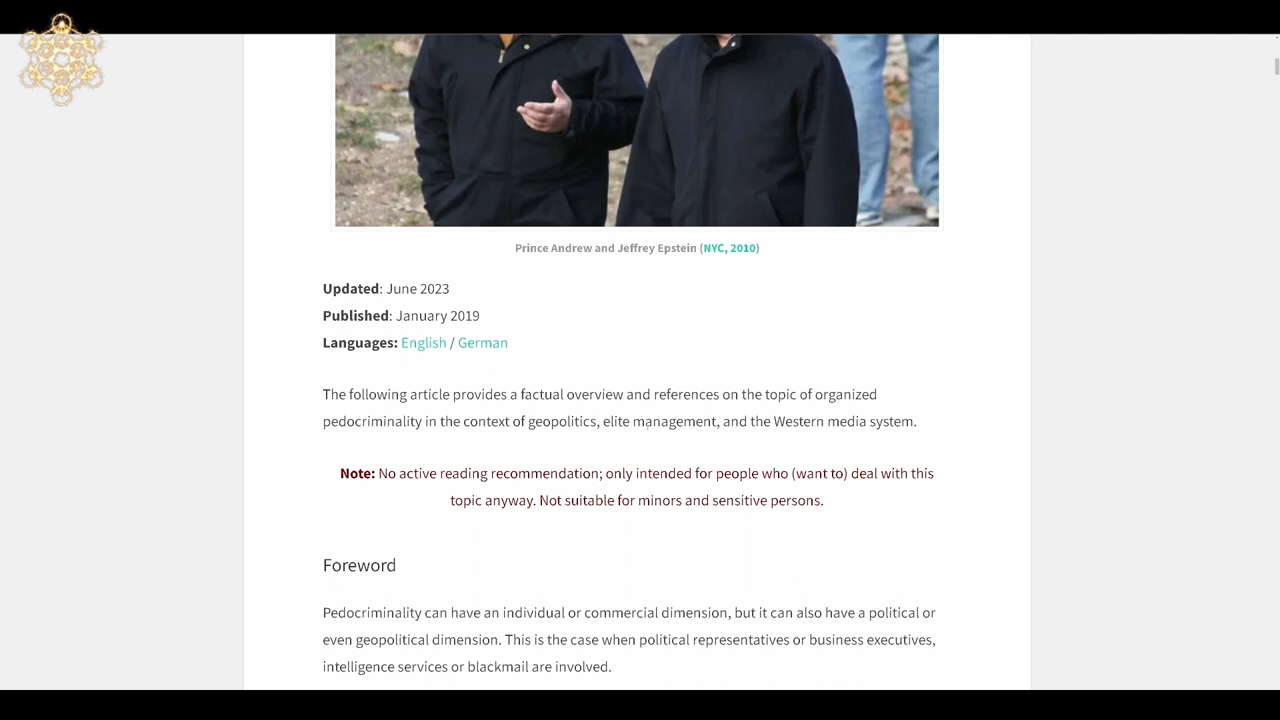 Prince Andrew and Jeffrey Epstein (NYC, 2010)
Updated: June 2023
Published: January 2019
Languages: English / German
The following article provides a factual overview and references on the topic of organized
pedocriminality in the context of geopolitics, elite management, and the Western media system.
Note: No active reading recommendation; only intended for people who (want to) deal with this
topic anyway. Not suitable for minors and sensitive persons.
Foreword
Pedocriminality can have an individual or commercial dimension, but it can also have a political or
even geopolitical dimension. This is the case when political representatives or business executives,
intelligence services or blackmail are involved.